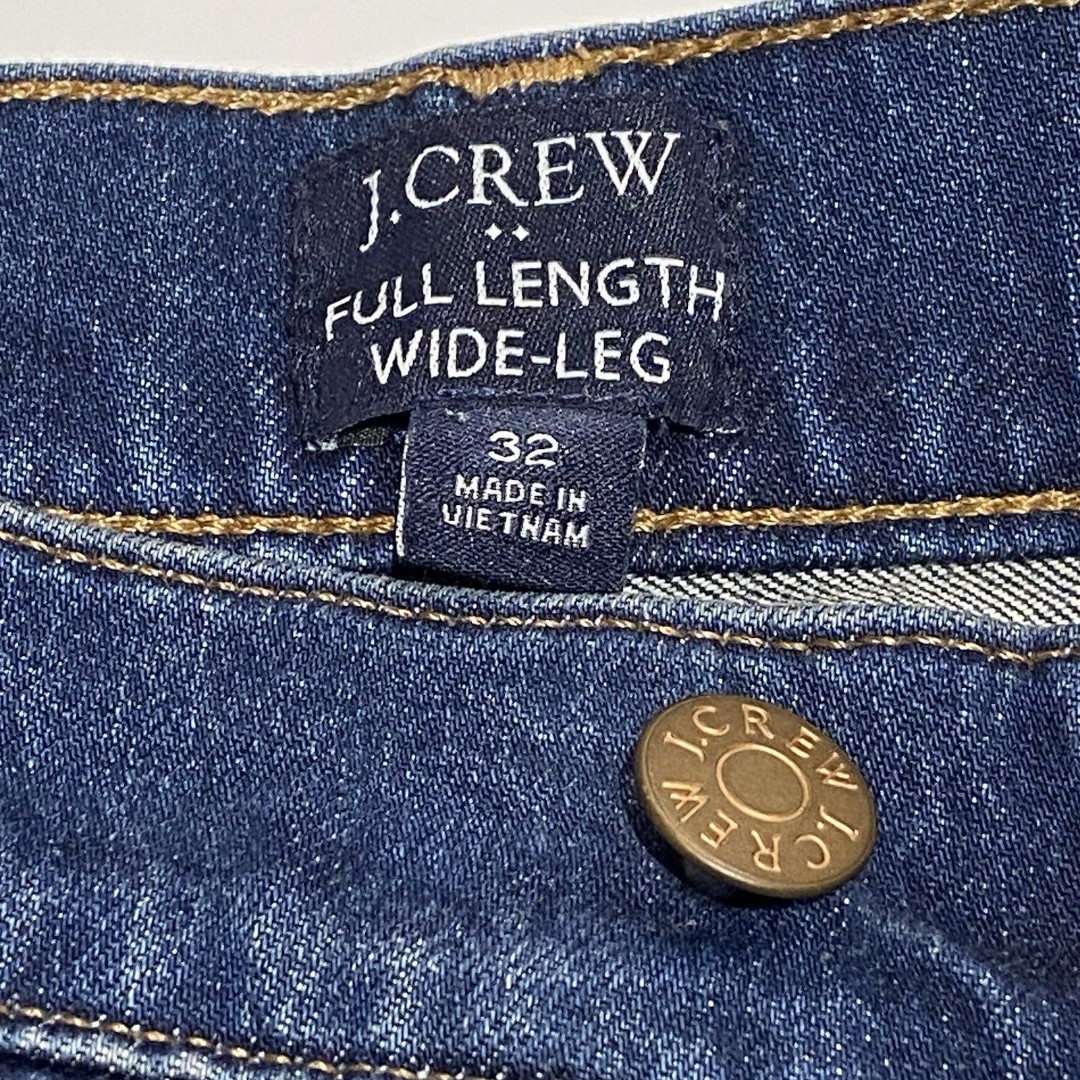 J.CREW
FULL LENGTH
WIDE-LEG
32
MADE IN
VIETNAM
J.CREW J.CREW